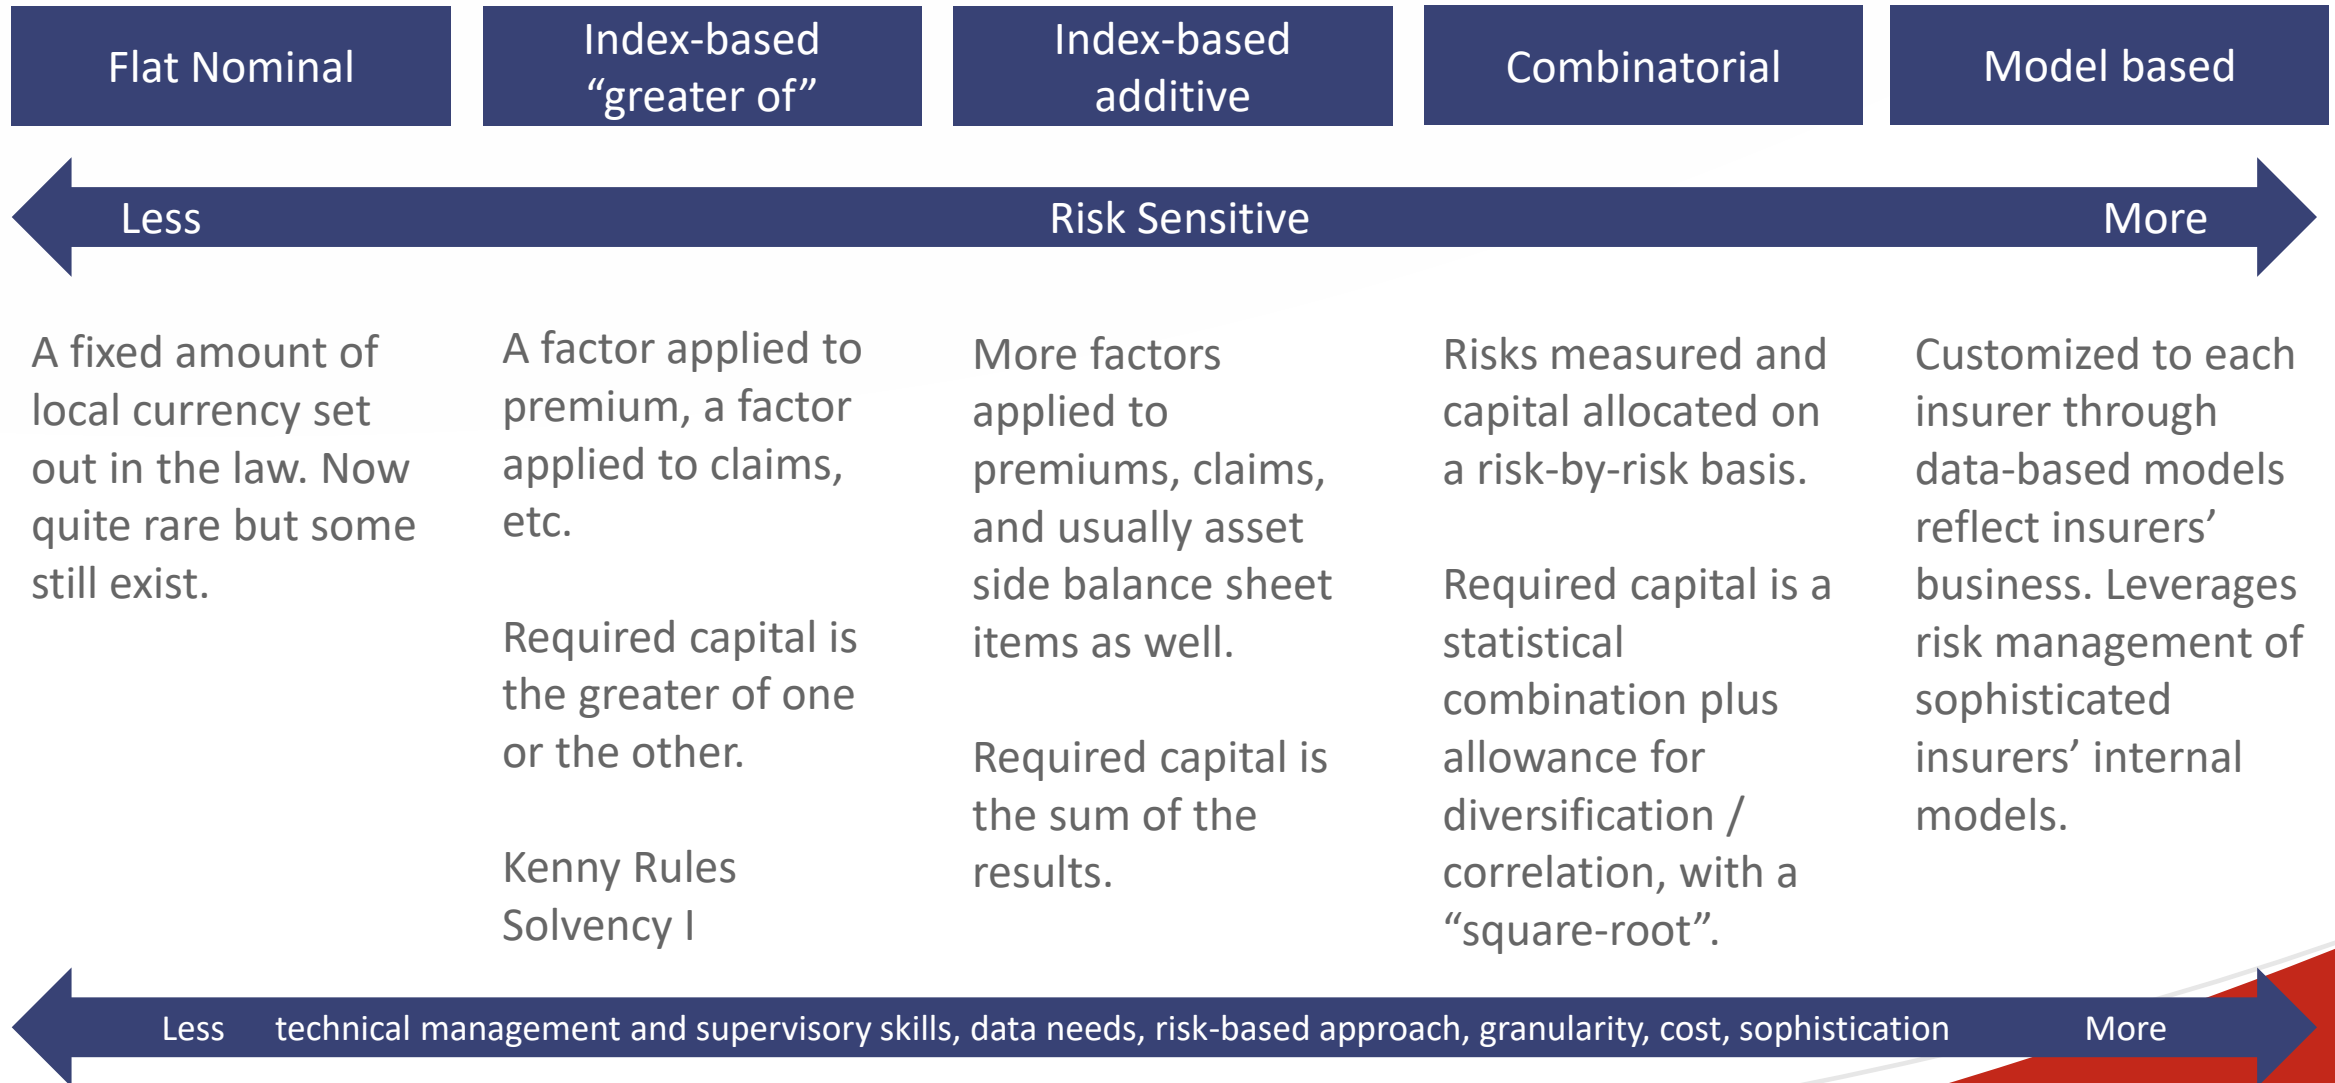 Flat Nominal
Index-based
“greater of”
Index-based
additive
Combinatorial
Model based
Less
Risk Sensitive
More
A fixed amount of
local currency set
out in the law. Now
quite rare but some
still exist.
A factor applied to
premium, a factor
applied to claims,
etc.
Required capital is
the greater of one
or the other.
Kenny Rules
Solvency I
More factors
applied to
premiums, claims,
and usually asset
side balance sheet
items as well.
Required capital is
the sum of the
results.
Risks measured and
capital allocated on
a risk-by-risk basis.
Required capital is a
statistical
combination plus
allowance for
diversification /
correlation, with a
“square-root”.
Customized to each
insurer through
data-based models
reflect insurers’
business. Leverages
risk management of
sophisticated
insurers’ internal
models.
Less
technical management and supervisory skills, data needs, risk-based approach, granularity, cost, sophistication
More